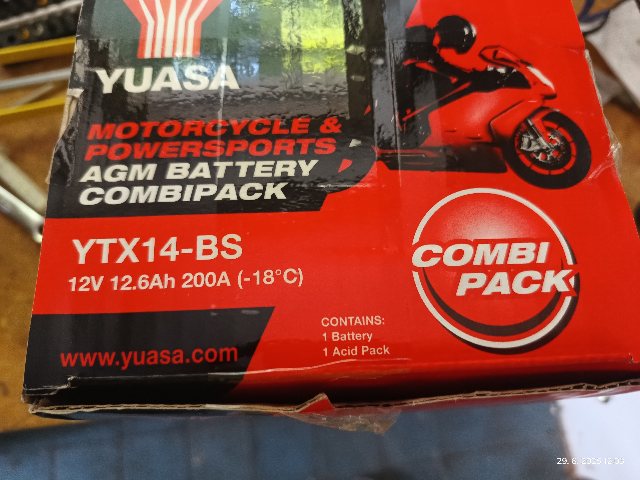 YUASA
MOTORCYCLE &
POWERSPORTS
AGM BATTERY
COMBIPACK
YTX14-BS
12V 12.6Ah 200A (-18°C)
COMBI
PACK
CONTAINS:
1 Battery
1 Acid Pack
www.yuasa.com